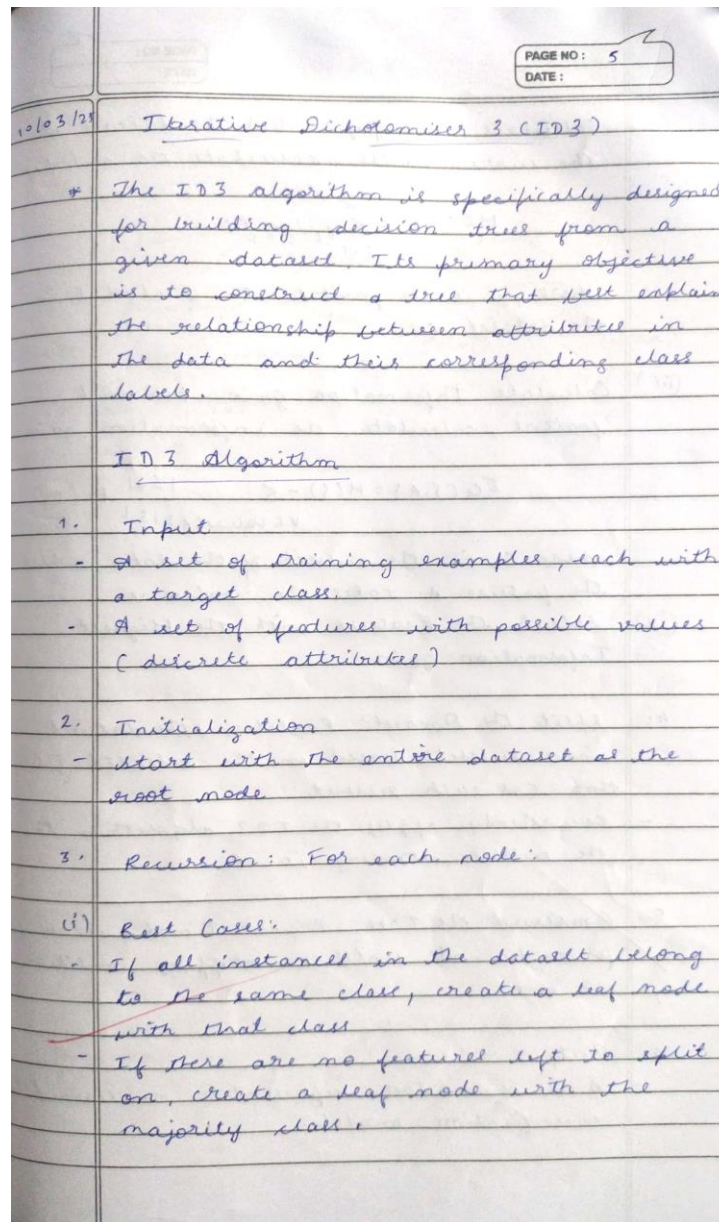 PAGE NO : 5
DATE :
10/03/25
Iterative Dichotomiser 3 (ID3)
* The ID3 algorithm is specifically designed
for building decision trees from a
given dataset. Its primary objective
is to construct a tree that best explain
the relationship between attributes in
the data and their corresponding class
labels.
ID3 Algorithm
1. Input
- A set of training examples, each with
a target class.
- A set of features with possible values
(discrete attributes)
2. Initialization
- start with the entire dataset as the
root node
3. Recursion: For each node:
(i) Best Cases:
- If all instances in the dataset belong
to the same class, create a leaf node
with that class
- If there are no features left to split
on, create a leaf node with the
majority class.